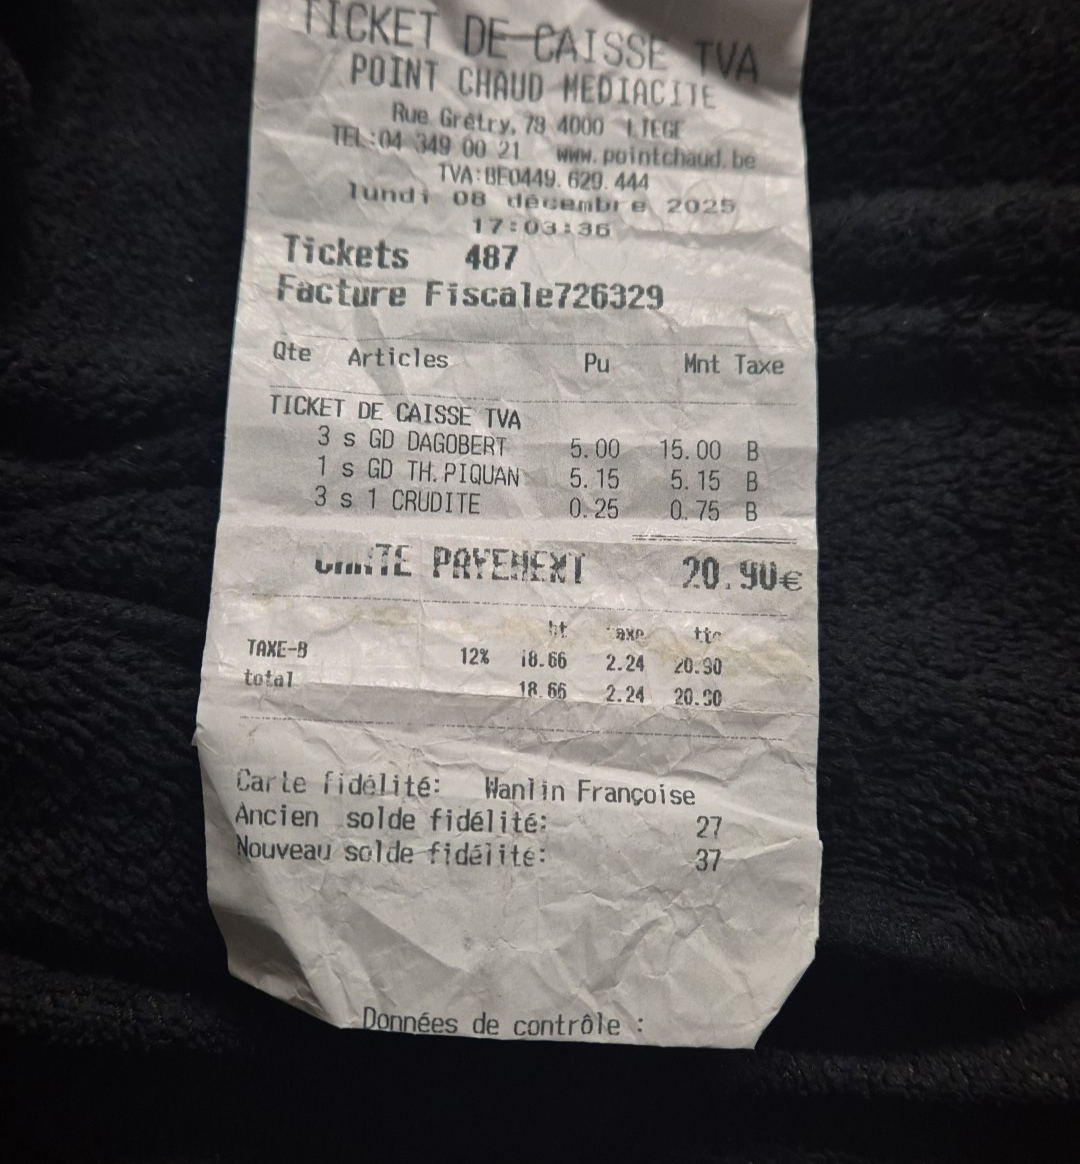 TICKET DE CAISSE TVA
POINT CHAUD MEDIACITE
Rue Grétry, 78 4000 LIEGE
TEL:04 349 00 21 www.pointchaud.be
TVA:BE0449.629.444
lundi 08 décembre 2025
17:03:36
Tickets 487
Facture Fiscale726329
Qte Articles Pu Mnt Taxe
TICKET DE CAISSE TVA
3 s GD DAGOBERT 5.00 15.00 B
1 s GD TH.PIQUAN 5.15 5.15 B
3 s 1 CRUDITE 0.25 0.75 B
CARTE PAYEMENT 20.90€
ht taxe ttc
TAXE-B 12% 18.66 2.24 20.90
total 18.66 2.24 20.90
Carte fidélité: Wanlin Françoise
Ancien solde fidélité: 27
Nouveau solde fidélité: 37
Données de contrôle :